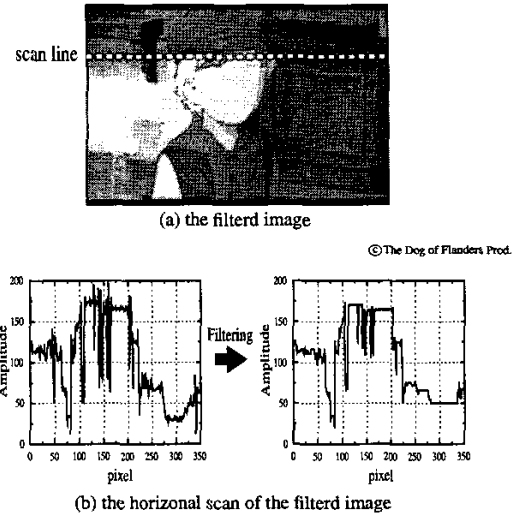 scan line
(a) the filterd image
©The Dog of Flanders Prod.
200
150
100
50
0
Amplitude
0 50 100 150 200 250 300 350
pixel
Filtering
200
150
100
50
0
Amplitude
0 50 100 150 200 250 300 350
pixel
(b) the horizonal scan of the filterd image